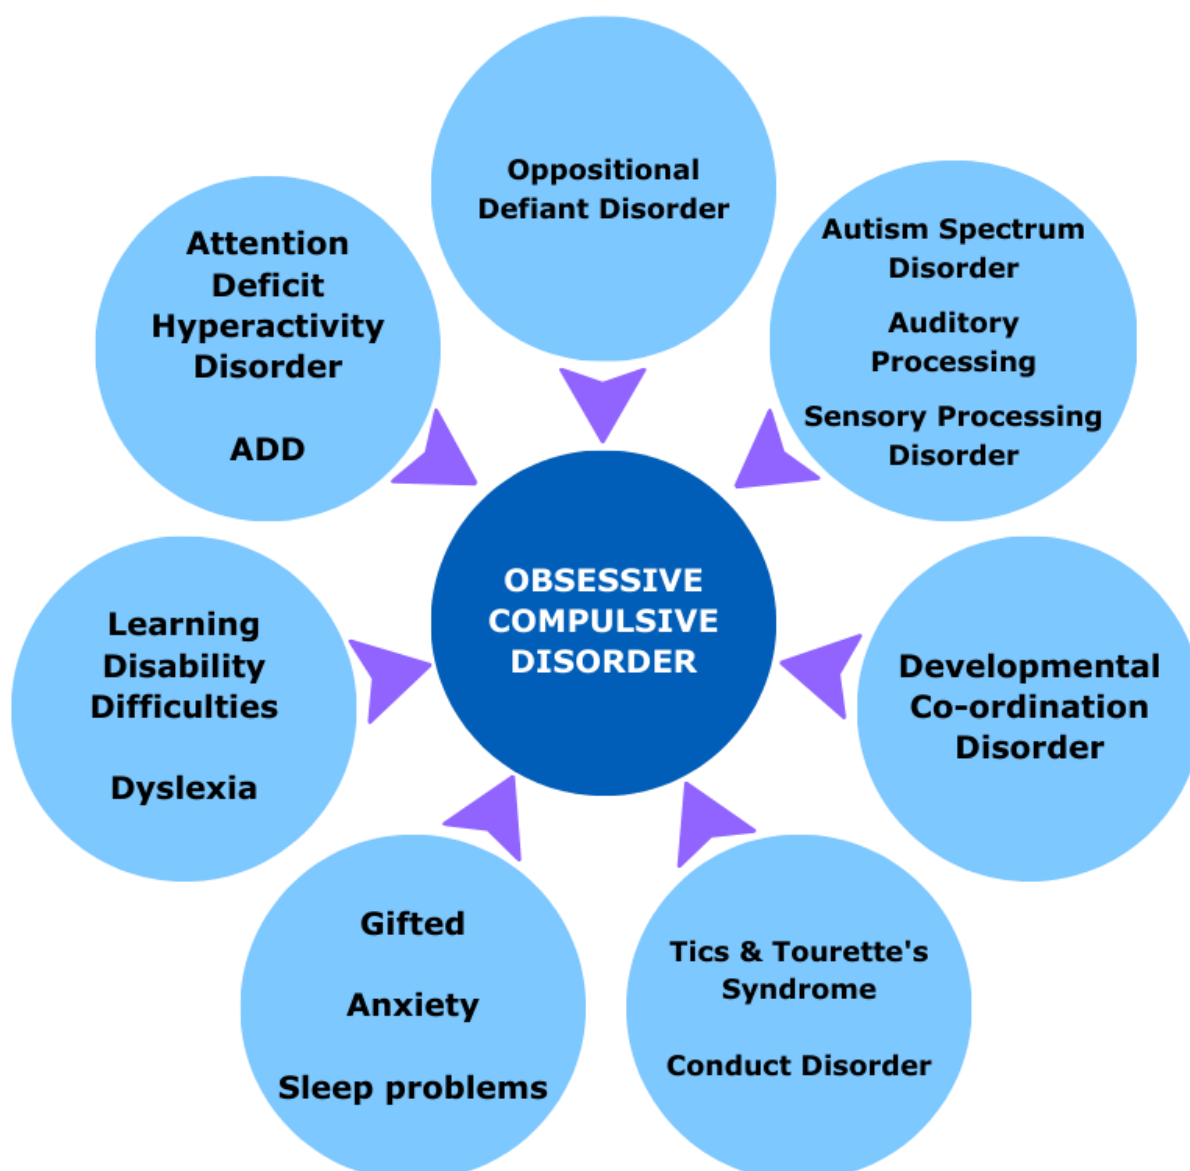 Oppositional
Defiant Disorder
Attention
Deficit
Hyperactivity
Disorder
ADD
Autism Spectrum
Disorder
Auditory
Processing
Sensory Processing
Disorder
OBSESSIVE
COMPULSIVE
DISORDER
Learning
Disability
Difficulties
Dyslexia
Developmental
Co-ordination
Disorder
Gifted
Anxiety
Sleep problems
Tics & Tourette's
Syndrome
Conduct Disorder